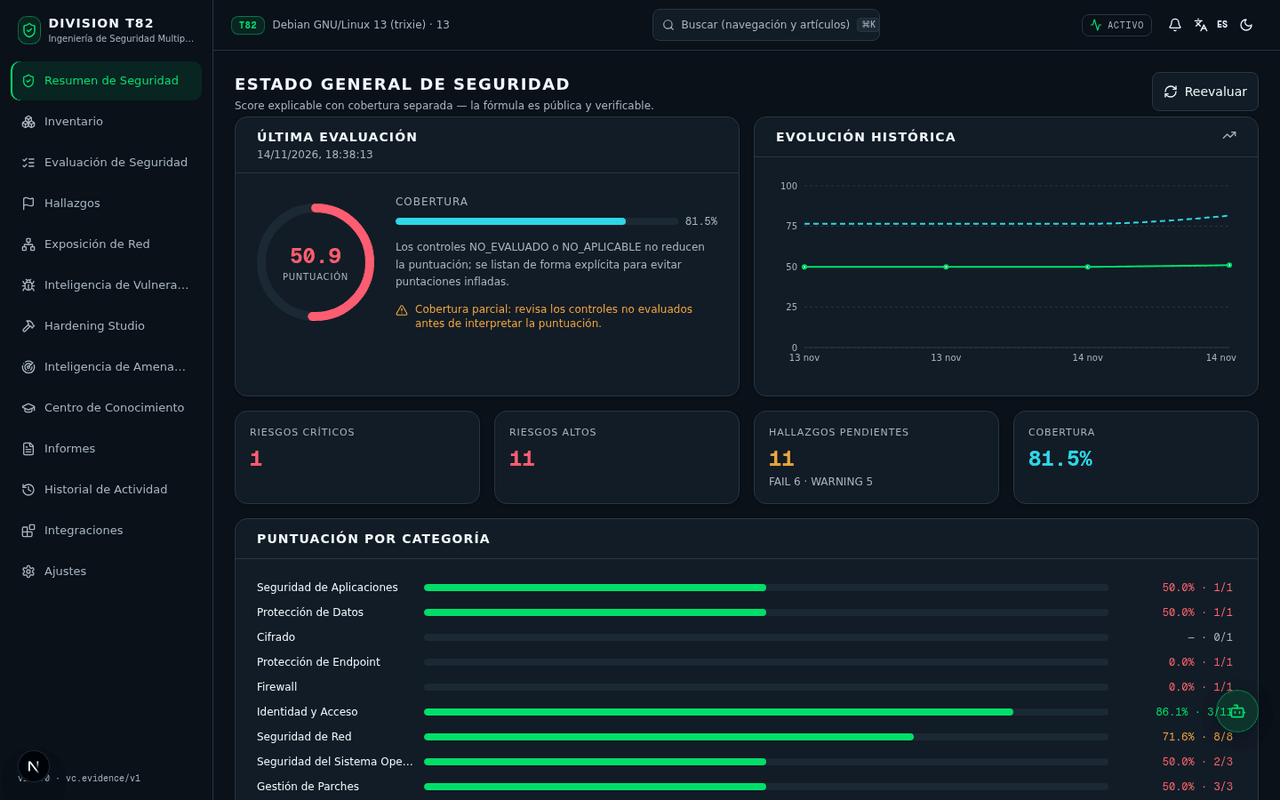 DIVISION T82
Ingeniería de Seguridad Multip...
T82 Debian GNU/Linux 13 (trixie) · 13
Buscar (navegación y artículos) ⌘K
ACTIVO
ES
Resumen de Seguridad
Inventario
Evaluación de Seguridad
Hallazgos
Exposición de Red
Inteligencia de Vulnera...
Hardening Studio
Inteligencia de Amena...
Centro de Conocimiento
Informes
Historial de Actividad
Integraciones
Ajustes
N
· vc.evidence/v1
ESTADO GENERAL DE SEGURIDAD
Score explicable con cobertura separada — la fórmula es pública y verificable.
Reevaluar
ÚLTIMA EVALUACIÓN
14/11/2026, 18:38:13
50.9
PUNTUACIÓN
COBERTURA
81.5%
Los controles NO_EVALUADO o NO_APLICABLE no reducen
la puntuación; se listan de forma explícita para evitar
puntaciones infladas.
Cobertura parcial: revisa los controles no evaluados
antes de interpretar la puntuación.
EVOLUCIÓN HISTÓRICA
100
75
50
25
0
13 nov 13 nov 14 nov 14 nov
RIESGOS CRÍTICOS
1
RIESGOS ALTOS
11
HALLAZGOS PENDIENTES
11
FAIL 6 · WARNING 5
COBERTURA
81.5%
PUNTUACIÓN POR CATEGORÍA
Seguridad de Aplicaciones 50.0% · 1/1
Protección de Datos 50.0% · 1/1
Cifrado — · 0/1
Protección de Endpoint 0.0% · 1/1
Firewall 0.0% · 1/1
Identidad y Acceso 86.1% ·
Seguridad de Red 71.6% · 8/8
Seguridad del Sistema Ope... 50.0% · 2/3
Gestión de Parches 50.0% · 3/3